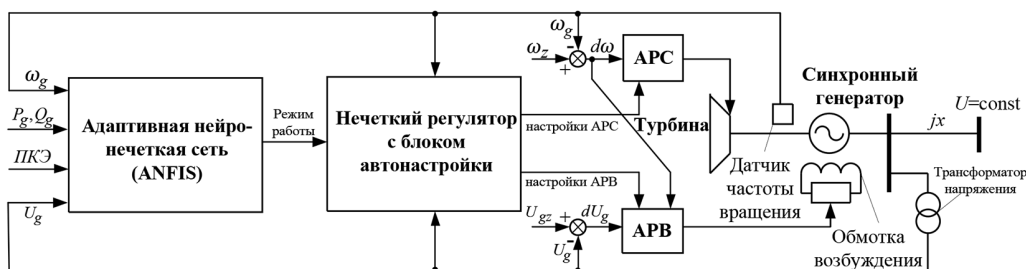 ω_g
P_g, Q_g
ПКЭ
U_g
Адаптивная нейро-
нечеткая сеть
(ANFIS)
Режим
работы
Нечеткий регулятор
с блоком
автонастройки
настройки АРС
настройки АРВ
ω_g
ω_z
-
+
dω
АРС
Турбина
U_gz
+
dU_g
U_g
-
АРВ
Датчик
частоты
вращения
Синхронный
генератор
U=const
jx
Трансформатор
напряжения
Обмотка
возбуждения